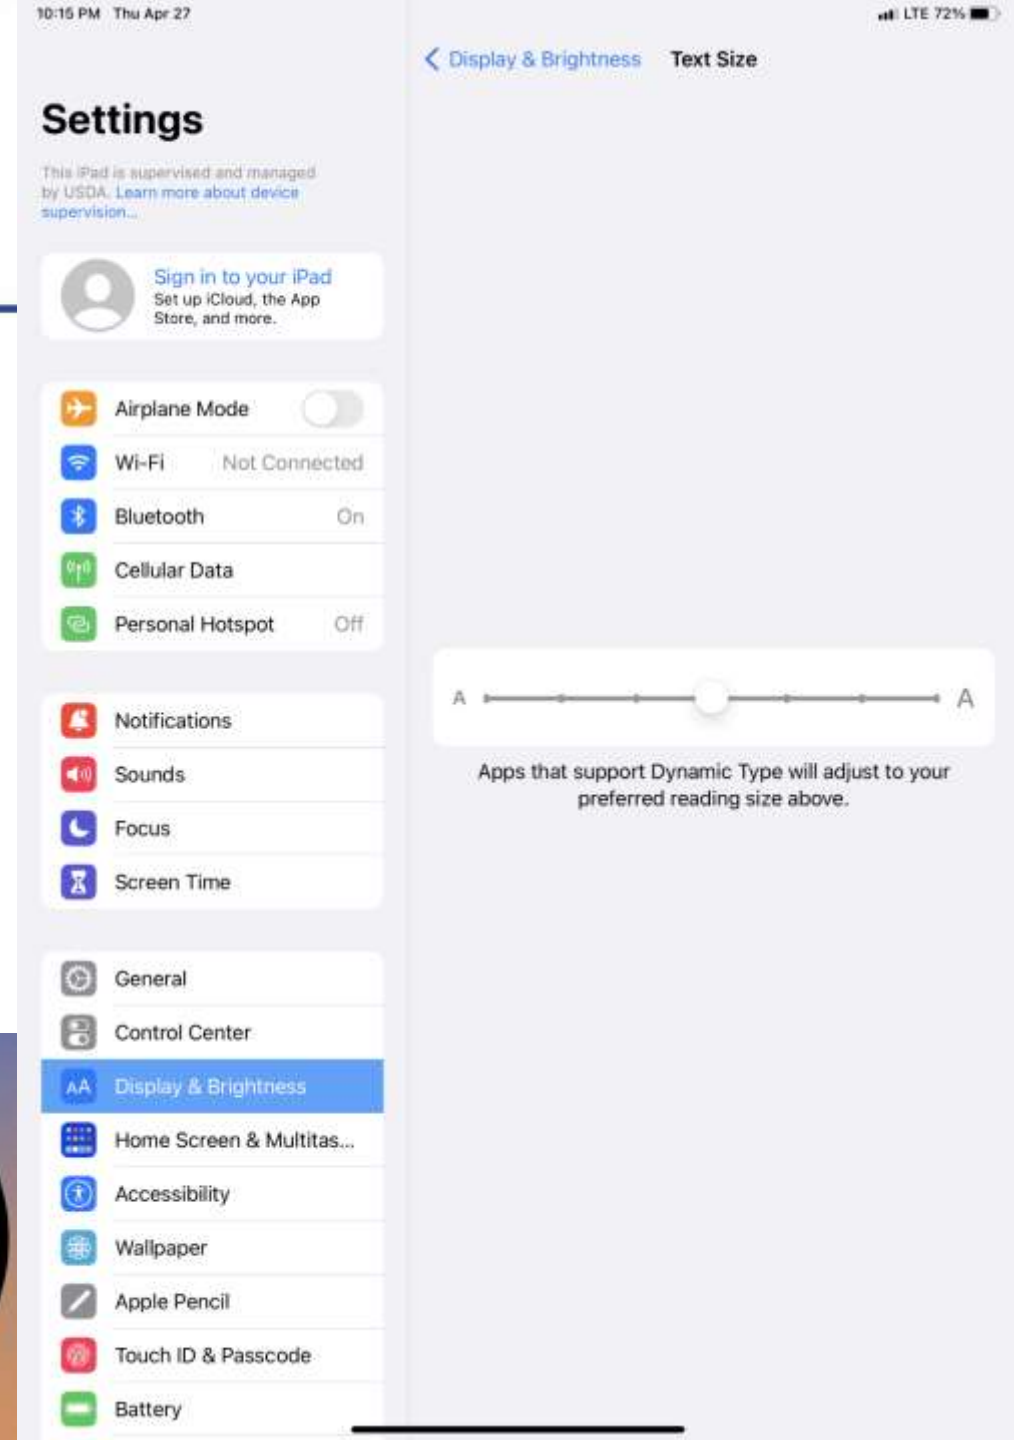 10:15 PM Thu Apr 27
LTE 72%
Settings
This iPad is supervised and managed
by USDA. Learn more about device
supervision...
Sign in to your iPad
Set up iCloud, the App
Store, and more.
Airplane Mode
Wi-Fi Not Connected
Bluetooth On
Cellular Data
Personal Hotspot Off
Notifications
Sounds
Focus
Screen Time
General
Control Center
AA Display & Brightness
Home Screen & Multitas...
Accessibility
Wallpaper
Apple Pencil
Touch ID & Passcode
Battery
Display & Brightness Text Size
A A
Apps that support Dynamic Type will adjust to your
preferred reading size above.